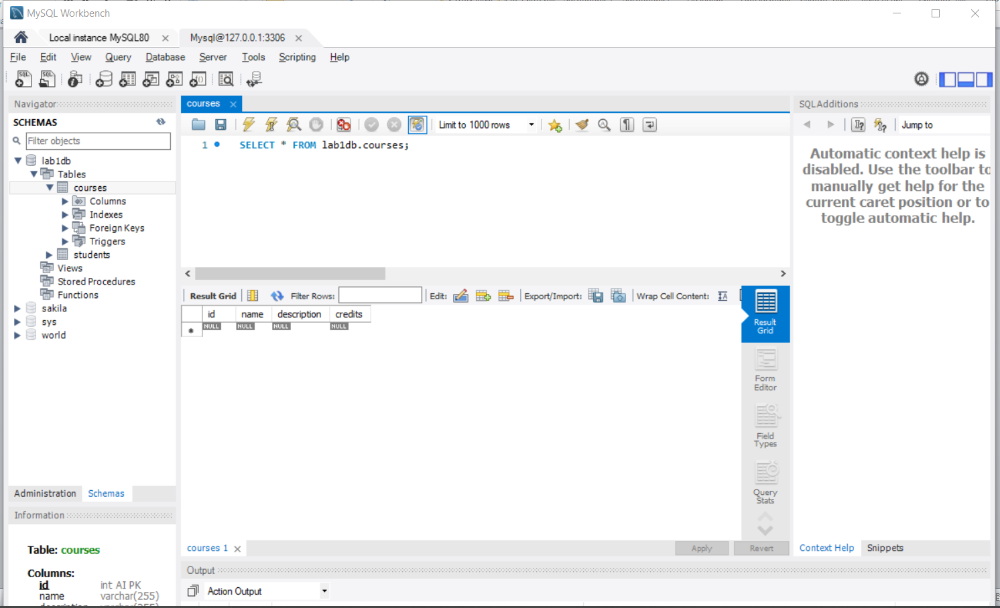 MySQL Workbench
Local instance MySQL80
Mysql@127.0.0.1:3306
File Edit View Query Database Server Tools Scripting Help
Navigator
SCHEMAS
Filter objects
lab1db
Tables
courses
Columns
Indexes
Foreign Keys
Triggers
students
Views
Stored Procedures
Functions
sakila
sys
world
Administration Schemas
Information
Table: courses
Columns:
id int AI PK
name varchar(255)
description varchar(255)
courses
Limit to 1000 rows
1 SELECT * FROM lab1db.courses;
Result Grid Filter Rows: Edit: Export/Import: Wrap Cell Content:
id name description credits
* NULL NULL NULL NULL
Result
Grid
Form
Editor
Field
Types
Query
Stats
courses 1
Apply Revert
Output
Action Output
SQLAdditions
Jump to
Automatic context help is
disabled. Use the toolbar to
manually get help for the
current caret position or to
toggle automatic help.
Context Help Snippets